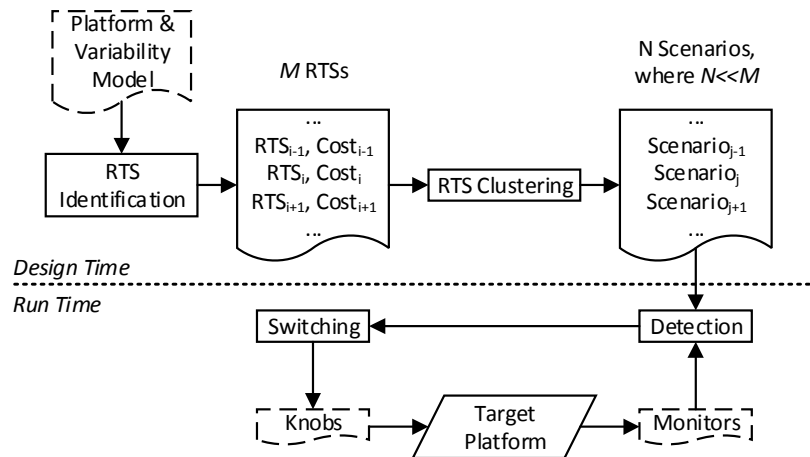 Platform &
Variability
Model
M RTSs
N Scenarios,
where N<<M
RTS
Identification
...
RTSi-1, Costi-1
RTSi, Costi
RTSi+1, Costi+1
...
RTS Clustering
...
Scenarioj-1
Scenarioj
Scenarioj+1
...
Design Time
Run Time
Switching
Detection
Knobs
Target
Platform
Monitors